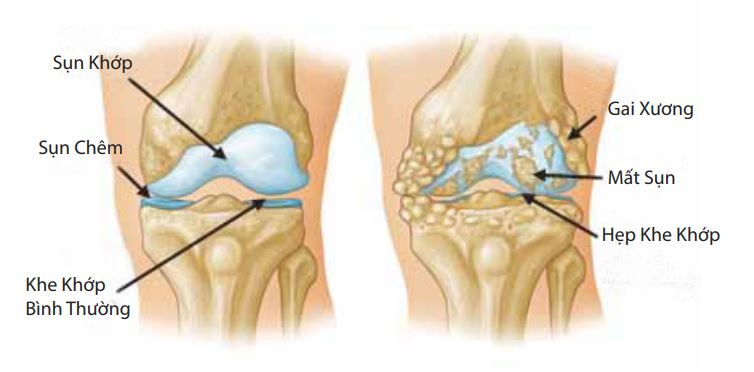 Sụn Khớp
Sụn Chêm
Khe Khớp
Bình Thường
Gai Xương
Mất Sụn
Hẹp Khe Khớp